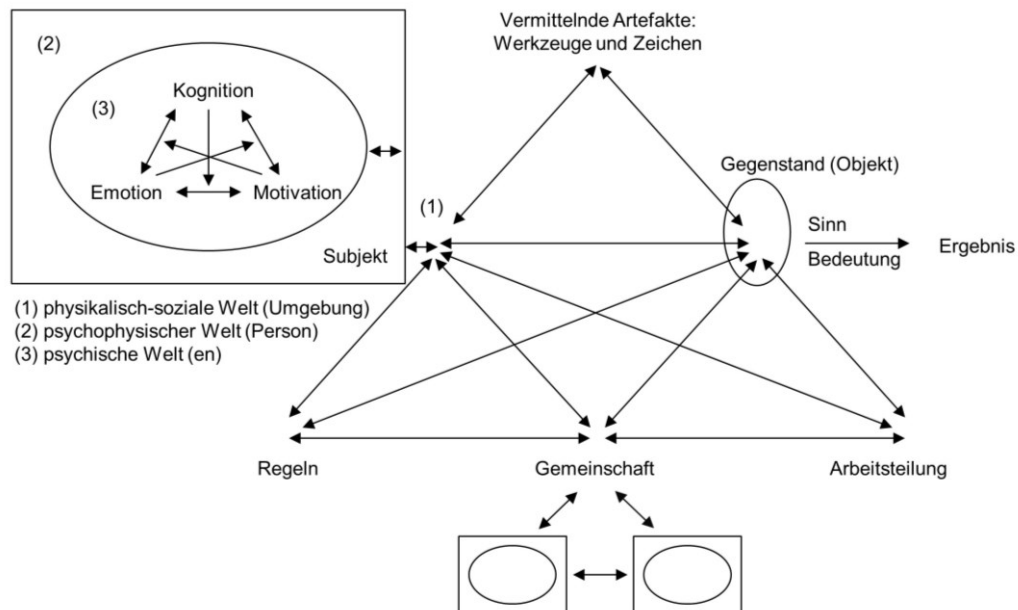 (2)
Vermittelnde Artefakte:
Werkzeuge und Zeichen
Kognition
(3)
Emotion
Motivation
Gegenstand (Objekt)
(1)
Subjekt
Sinn
Bedeutung
Ergebnis
(1) physikalisch-soziale Welt (Umgebung)
(2) psychophysischer Welt (Person)
(3) psychische Welt (en)
Regeln
Gemeinschaft
Arbeitsteilung